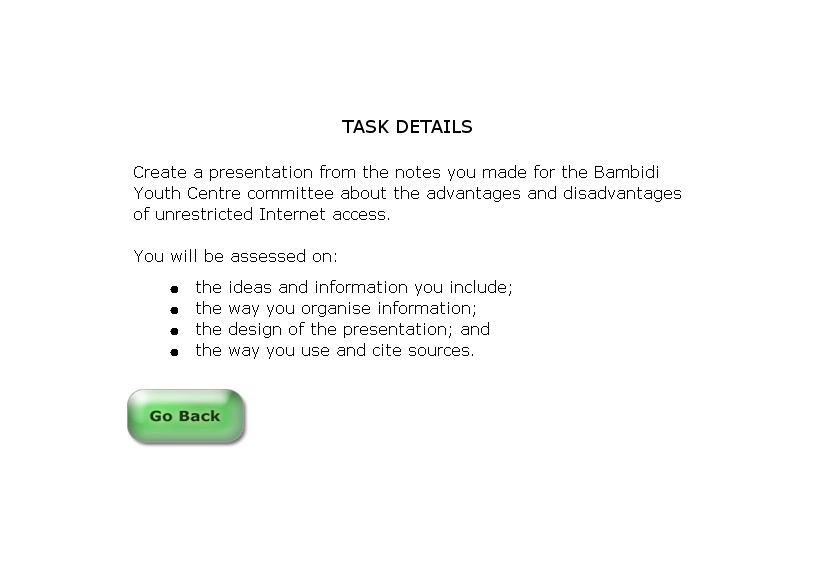 TASK DETAILS
Create a presentation from the notes you made for the Bambidi
Youth Centre committee about the advantages and disadvantages
of unrestricted Internet access.
You will be assessed on:
● the ideas and information you include;
● the way you organise information;
● the design of the presentation; and
● the way you use and cite sources.
Go Back